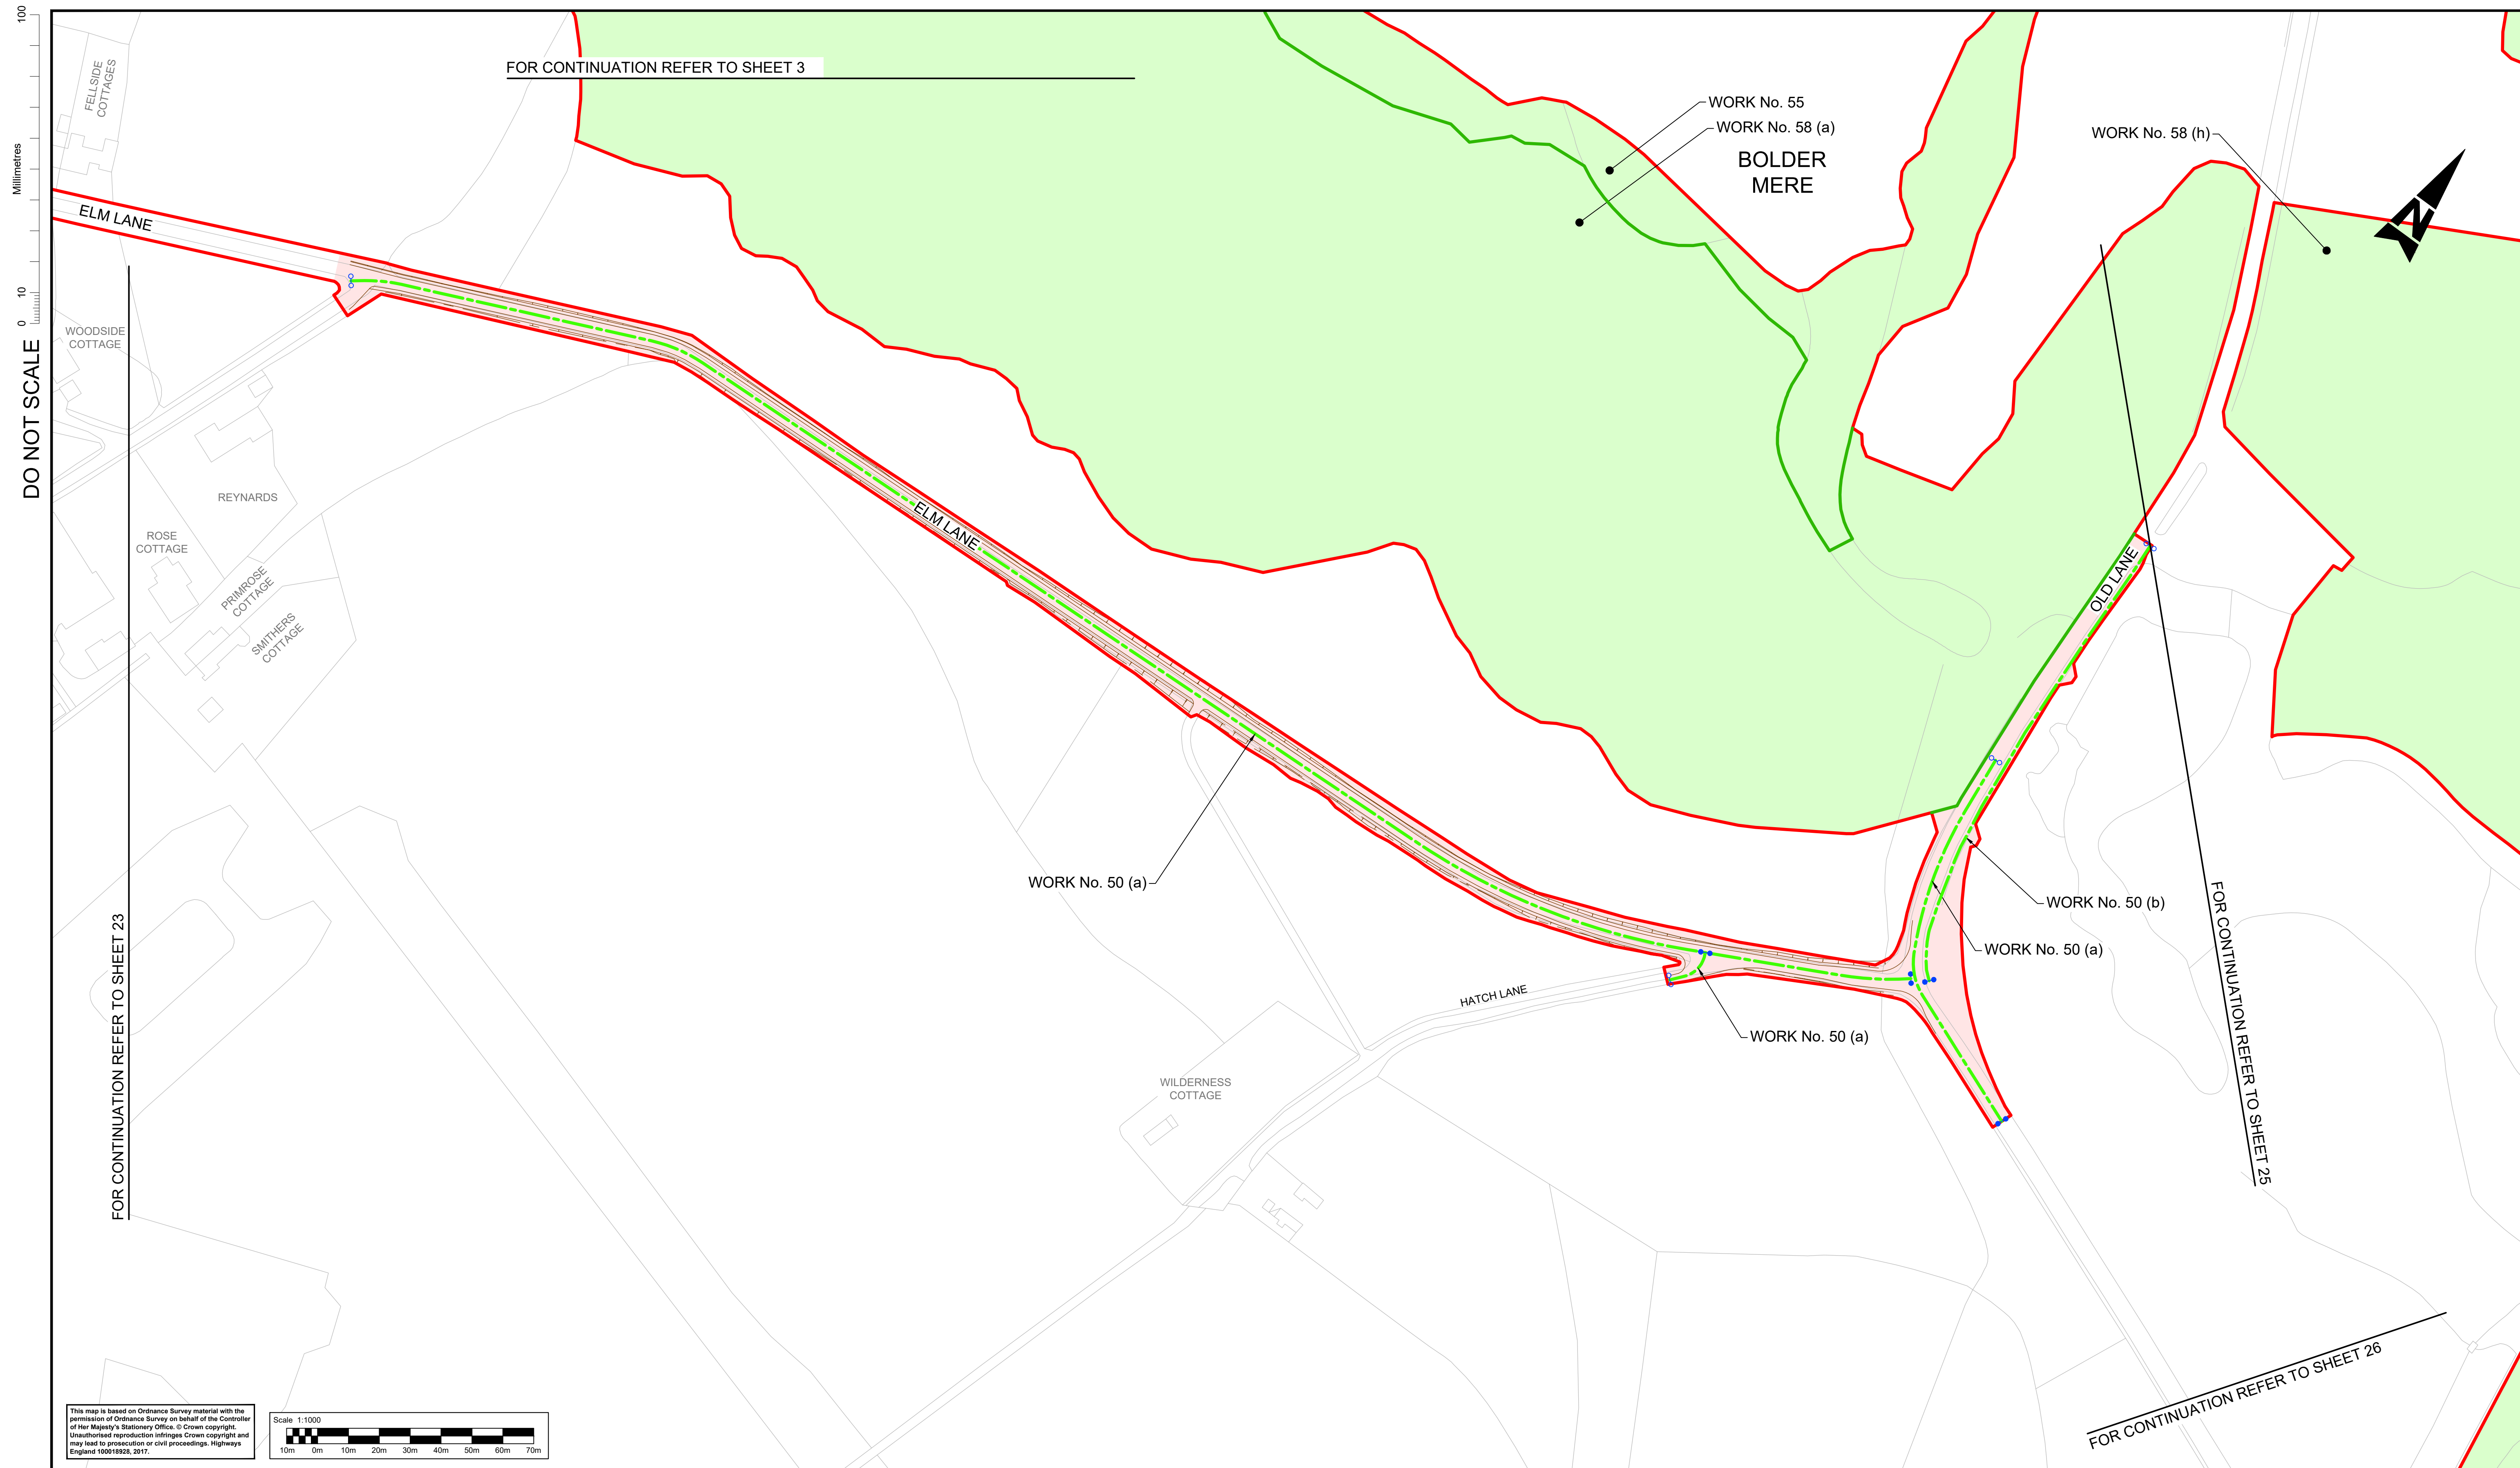 100
Millimetres
10
0
DO NOT SCALE
FELLSIDE
COTTAGES
FOR CONTINUATION REFER TO SHEET 3
WORK No. 55
WORK No. 58 (a)
BOLDER
MERE
WORK No. 58 (h)
N
ELM LANE
WOODSIDE
COTTAGE
REYNARDS
ROSE
COTTAGE
PRIMROSE
COTTAGE
SMITHERS
COTTAGE
ELM LANE
OLD LANE
WORK No. 50 (a)
WORK No. 50 (b)
WORK No. 50 (a)
HATCH LANE
WORK No. 50 (a)
WILDERNESS
COTTAGE
FOR CONTINUATION REFER TO SHEET 23
FOR CONTINUATION REFER TO SHEET 25
FOR CONTINUATION REFER TO SHEET 26
This map is based on Ordnance Survey material with the
permission of Ordnance Survey on behalf of the Controller
of Her Majesty's Stationery Office. © Crown copyright.
Unauthorised reproduction infringes Crown copyright and
may lead to prosecution or civil proceedings. Highways
England 100018928, 2017.
Scale 1:1000
10m 0m 10m 20m 30m 40m 50m 60m 70m